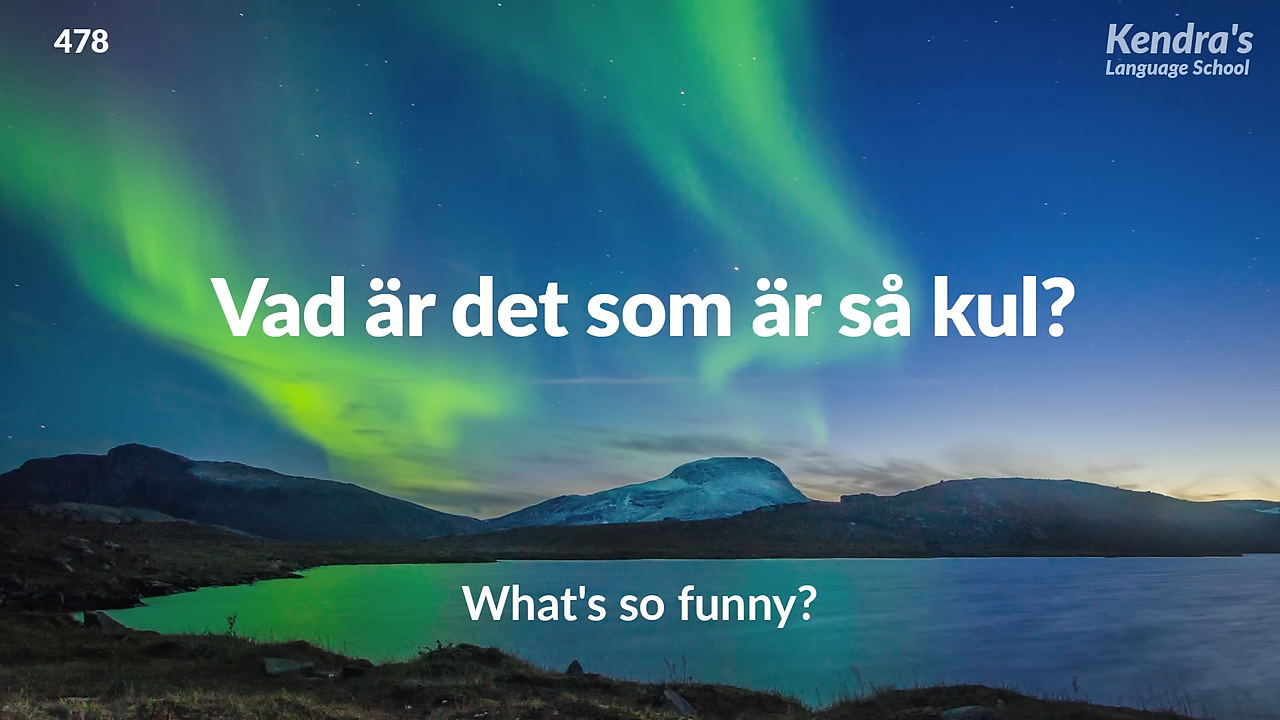 478
Kendra's
Language School
Vad är det som är så kul?
What's so funny?